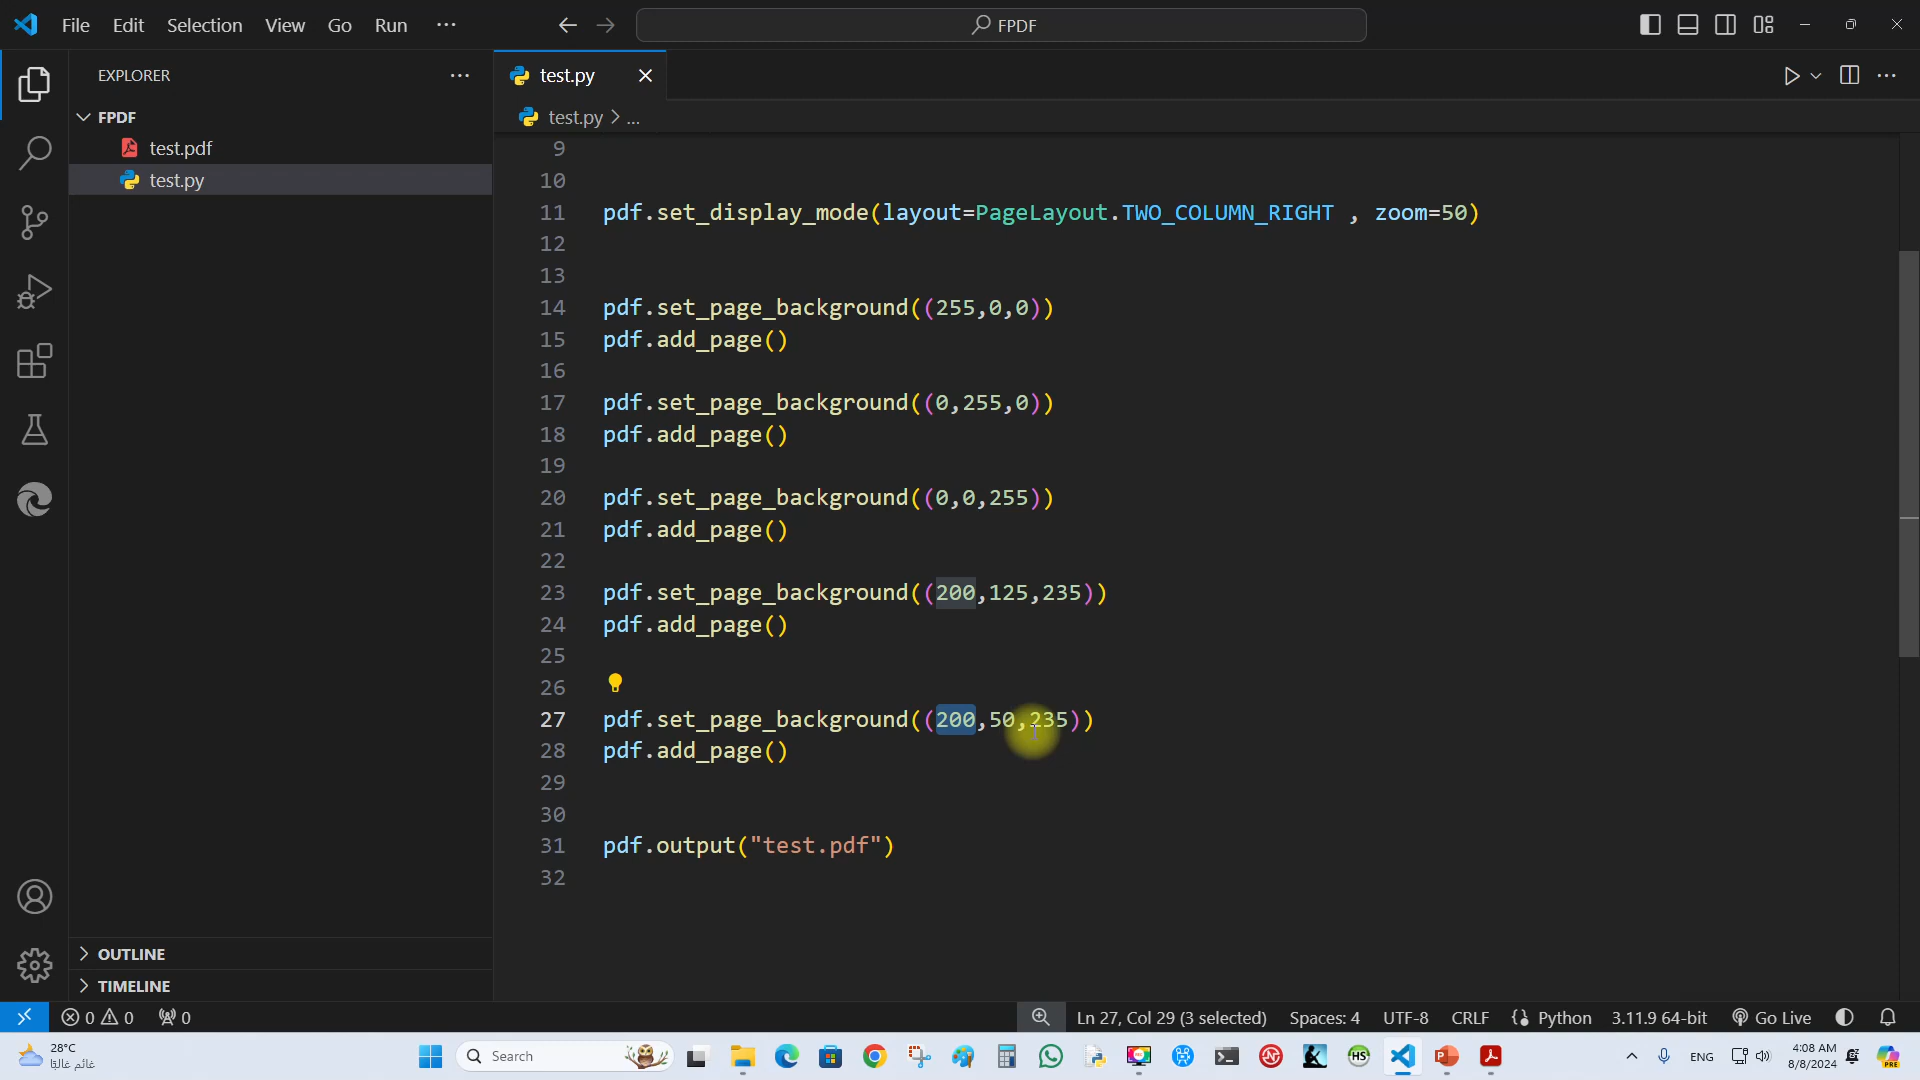 File Edit Selection View Go Run ···
FPDF
EXPLORER ···
FPDF
test.pdf
test.py
OUTLINE
TIMELINE
test.py
test.py > ...
9
10
11 pdf.set_display_mode(layout=PageLayout.TWO_COLUMN_RIGHT , zoom=50)
12
13
14 pdf.set_page_background((255,0,0))
15 pdf.add_page()
16
17 pdf.set_page_background((0,255,0))
18 pdf.add_page()
19
20 pdf.set_page_background((0,0,255))
21 pdf.add_page()
22
23 pdf.set_page_background((200,125,235))
24 pdf.add_page()
25
26
27 pdf.set_page_background((200,50,235))
28 pdf.add_page()
29
30
31 pdf.output("test.pdf")
32
0 0 0 Ln 27, Col 29 (3 selected) Spaces: 4 UTF-8 CRLF Python 3.11.9 64-bit Go Live
28°C
غائم غالبًا
Search
HS
ENG
4:08 AM
8/8/2024
PRE